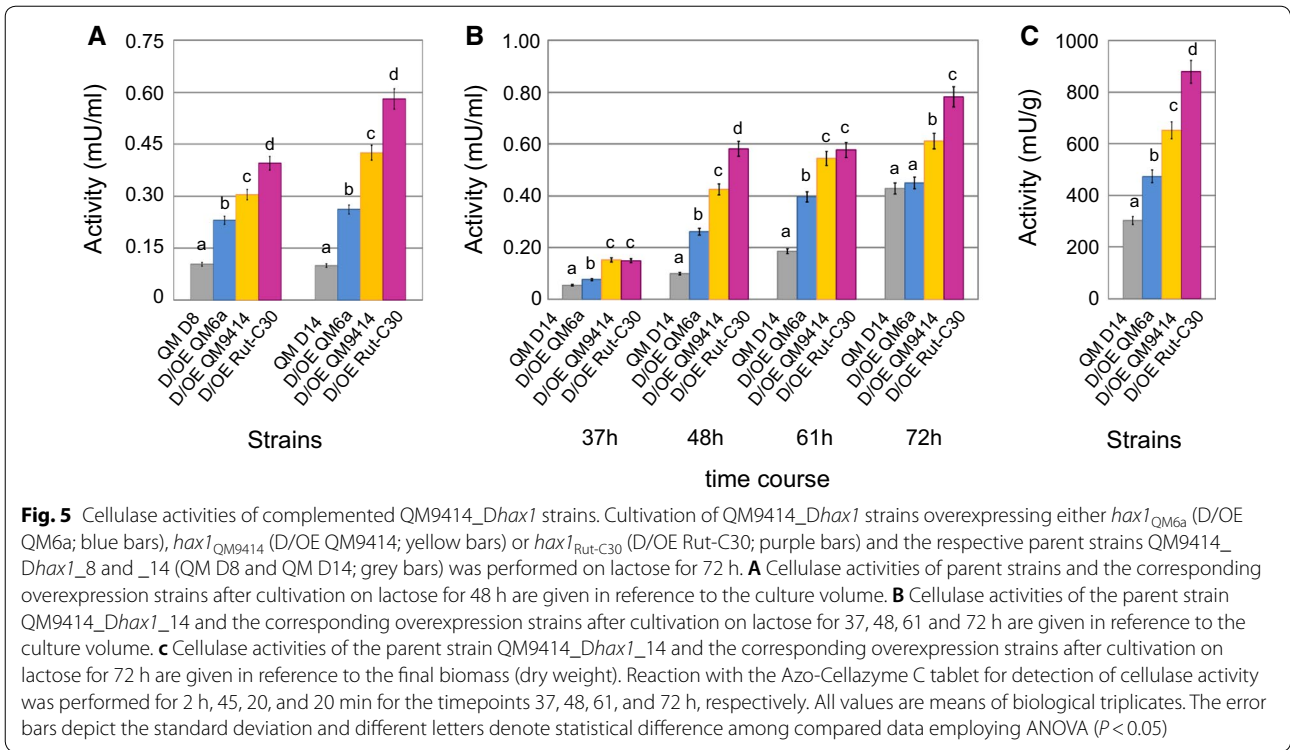 A
0.75
0.60
0.45
0.30
0.15
0
Activity (mU/ml)
a
b
c
d
a
b
c
d
QM D8
D/OE QM6a
D/OE QM9414
D/OE Rut-C30
QM D14
D/OE QM6a
D/OE QM9414
D/OE Rut-C30
Strains
B
1.00
0.80
0.60
0.40
0.20
0
Activity (mU/ml)
a
b
c
c
a
b
c
d
a
b
c
c
a
a
b
c
QM D14
D/OE QM6a
D/OE QM9414
D/OE Rut-C30
QM D14
D/OE QM6a
D/OE QM9414
D/OE Rut-C30
QM D14
D/OE QM6a
D/OE QM9414
D/OE Rut-C30
QM D14
D/OE QM6a
D/OE QM9414
D/OE Rut-C30
37h
48h
61h
72h
time course
C
1000
800
600
400
200
0
Activity (mU/g)
a
b
c
d
QM D14
D/OE QM6a
D/OE QM9414
D/OE Rut-C30
Strains
Fig. 5 Cellulase activities of complemented QM9414_Dhax1 strains. Cultivation of QM9414_Dhax1 strains overexpressing either hax1QM6a (D/OE
QM6a; blue bars), hax1QM9414 (D/OE QM9414; yellow bars) or hax1Rut-C30 (D/OE Rut-C30; purple bars) and the respective parent strains QM9414_
Dhax1_8 and _14 (QM D8 and QM D14; grey bars) was performed on lactose for 72 h. A Cellulase activities of parent strains and the corresponding
overexpression strains after cultivation on lactose for 48 h are given in reference to the culture volume. B Cellulase activities of the parent strain
QM9414_Dhax1_14 and the corresponding overexpression strains after cultivation on lactose for 37, 48, 61 and 72 h are given in reference to the
culture volume. c Cellulase activities of the parent strain QM9414_Dhax1_14 and the corresponding overexpression strains after cultivation on
lactose for 72 h are given in reference to the final biomass (dry weight). Reaction with the Azo-Cellazyme C tablet for detection of cellulase activity
was performed for 2 h, 45, 20, and 20 min for the timepoints 37, 48, 61, and 72 h, respectively. All values are means of biological triplicates. The error
bars depict the standard deviation and different letters denote statistical difference among compared data employing ANOVA (P < 0.05)